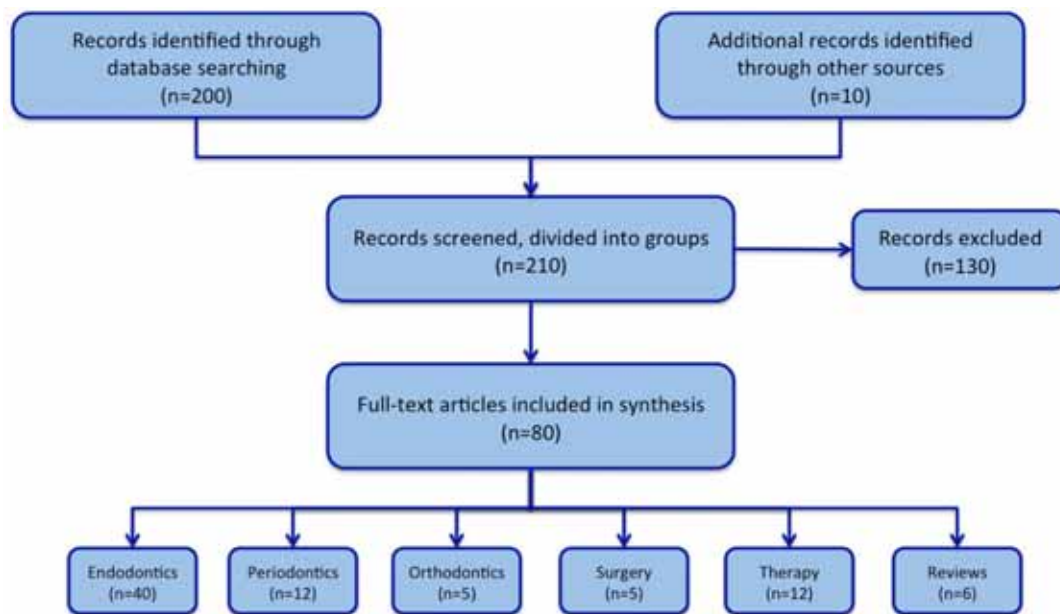 Records identified through
database searching
(n=200)
Additional records identified
through other sources
(n=10)
Records screened, divided into groups
(n=210)
Records excluded
(n=130)
Full-text articles included in synthesis
(n=80)
Endodontics
(n=40)
Periodontics
(n=12)
Orthodontics
(n=5)
Surgery
(n=5)
Therapy
(n=12)
Reviews
(n=6)